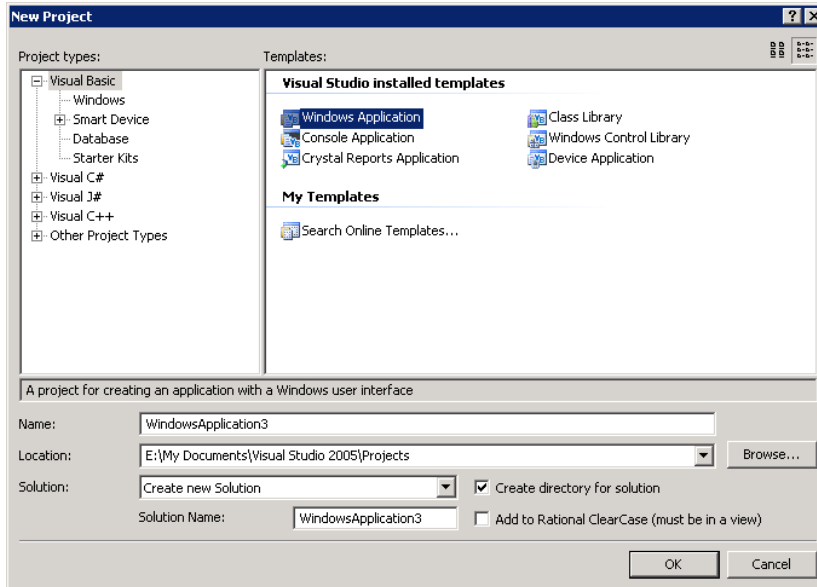 New Project
Project types:
Templates:
Visual Basic
Windows
Smart Device
Database
Starter Kits
Visual C#
Visual J#
Visual C++
Other Project Types
Visual Studio installed templates
Windows Application
Class Library
Console Application
Windows Control Library
Crystal Reports Application
Device Application
My Templates
Search Online Templates...
A project for creating an application with a Windows user interface
Name: WindowsApplication3
Location: E:\My Documents\Visual Studio 2005\Projects Browse...
Solution: Create new Solution Create directory for solution
Solution Name: WindowsApplication3 Add to Rational ClearCase (must be in a view)
OK Cancel